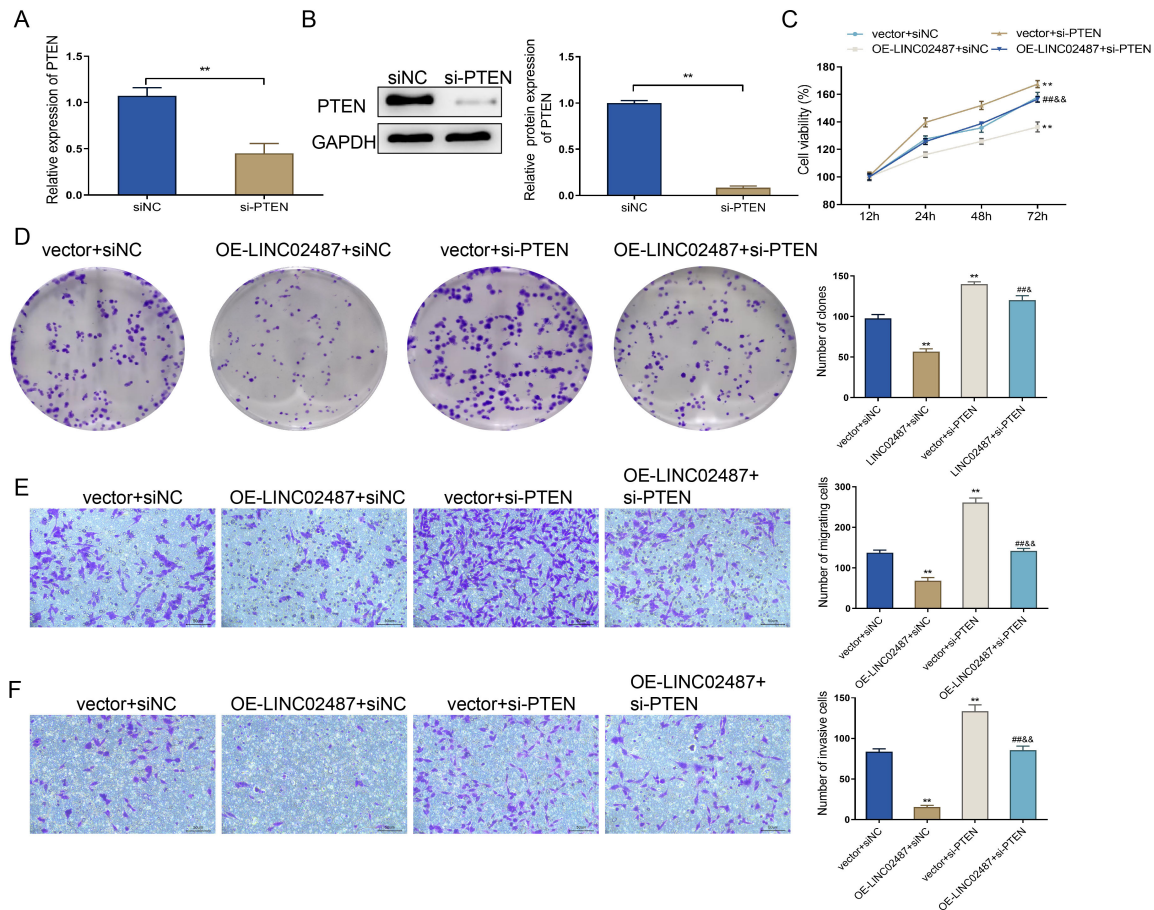 A
Relative expression of PTEN
1.5
1.0
0.5
0.0
**
siNC
si-PTEN
B
siNC
si-PTEN
PTEN
GAPDH
Relative protein expression
of PTEN
1.5
1.0
0.5
0.0
**
siNC
si-PTEN
C
vector+siNC
vector+si-PTEN
OE-LINC02487+siNC
OE-LINC02487+si-PTEN
Cell viability (%)
180
160
140
120
100
80
**
##&&
**
12h
24h
48h
72h
D
vector+siNC
OE-LINC02487+siNC
vector+si-PTEN
OE-LINC02487+si-PTEN
Number of clones
150
100
50
0
**
**
##&
vector+siNC
LINC02487+siNC
vector+si-PTEN
LINC02487+si-PTEN
E
vector+siNC
OE-LINC02487+siNC
vector+si-PTEN
OE-LINC02487+
si-PTEN
Number of migrating cells
300
200
100
0
**
**
##&&
vector+siNC
OE-LINC02487+siNC
vector+si-PTEN
OE-LINC02487+si-PTEN
F
vector+siNC
OE-LINC02487+siNC
vector+si-PTEN
OE-LINC02487+
si-PTEN
Number of invasive cells
150
100
50
0
**
**
##&&
vector+siNC
OE-LINC02487+siNC
vector+si-PTEN
OE-LINC02487+si-PTEN